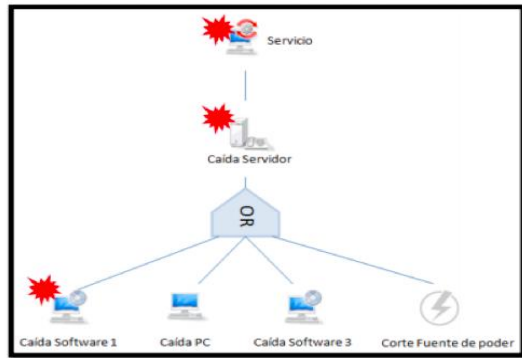 Servicio
Caída Servidor
OR
Caída Software 1
Caída PC
Caída Software 3
Corte Fuente de poder